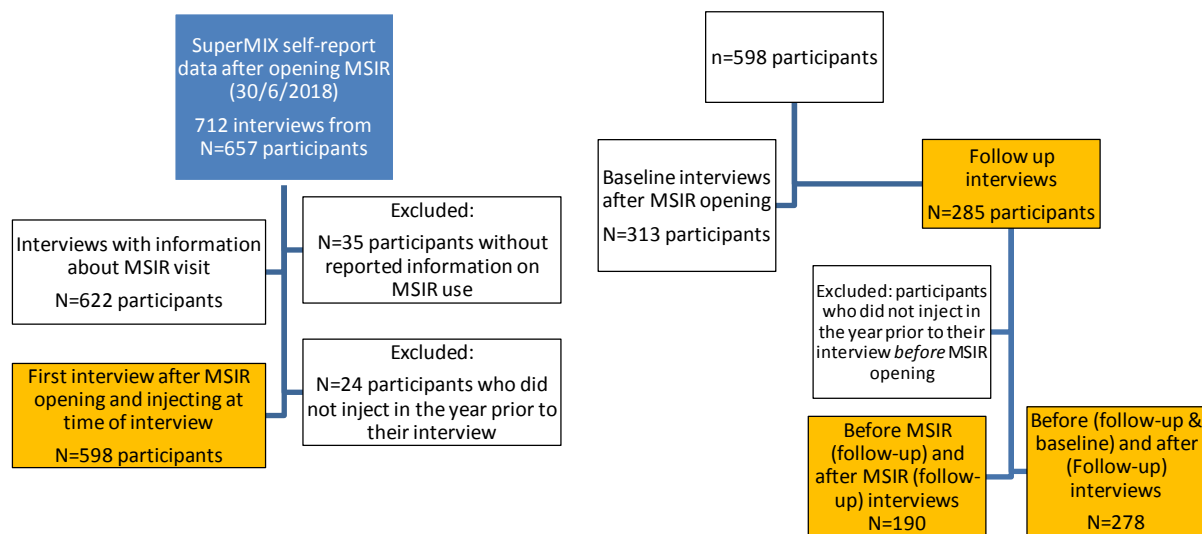 SuperMIX self-report
data after opening MSIR
(30/6/2018)
712 interviews from
N=657 participants
Excluded:
N=35 participants without
reported information on
MSIR use
Interviews with information
about MSIR visit
N=622 participants
Excluded:
N=24 participants who did
not inject in the year prior to
their interview
First interview after MSIR
opening and injecting at
time of interview
N=598 participants
n=598 participants
Baseline interviews
after MSIR opening
N=313 participants
Follow up
interviews
N=285 participants
Excluded: participants
who did not inject in
the year prior to their
interview before MSIR
opening
Before MSIR
(follow-up) and
after MSIR (follow-
up) interviews
N=190
Before (follow-up &
baseline) and after
(Follow-up)
interviews
N=278